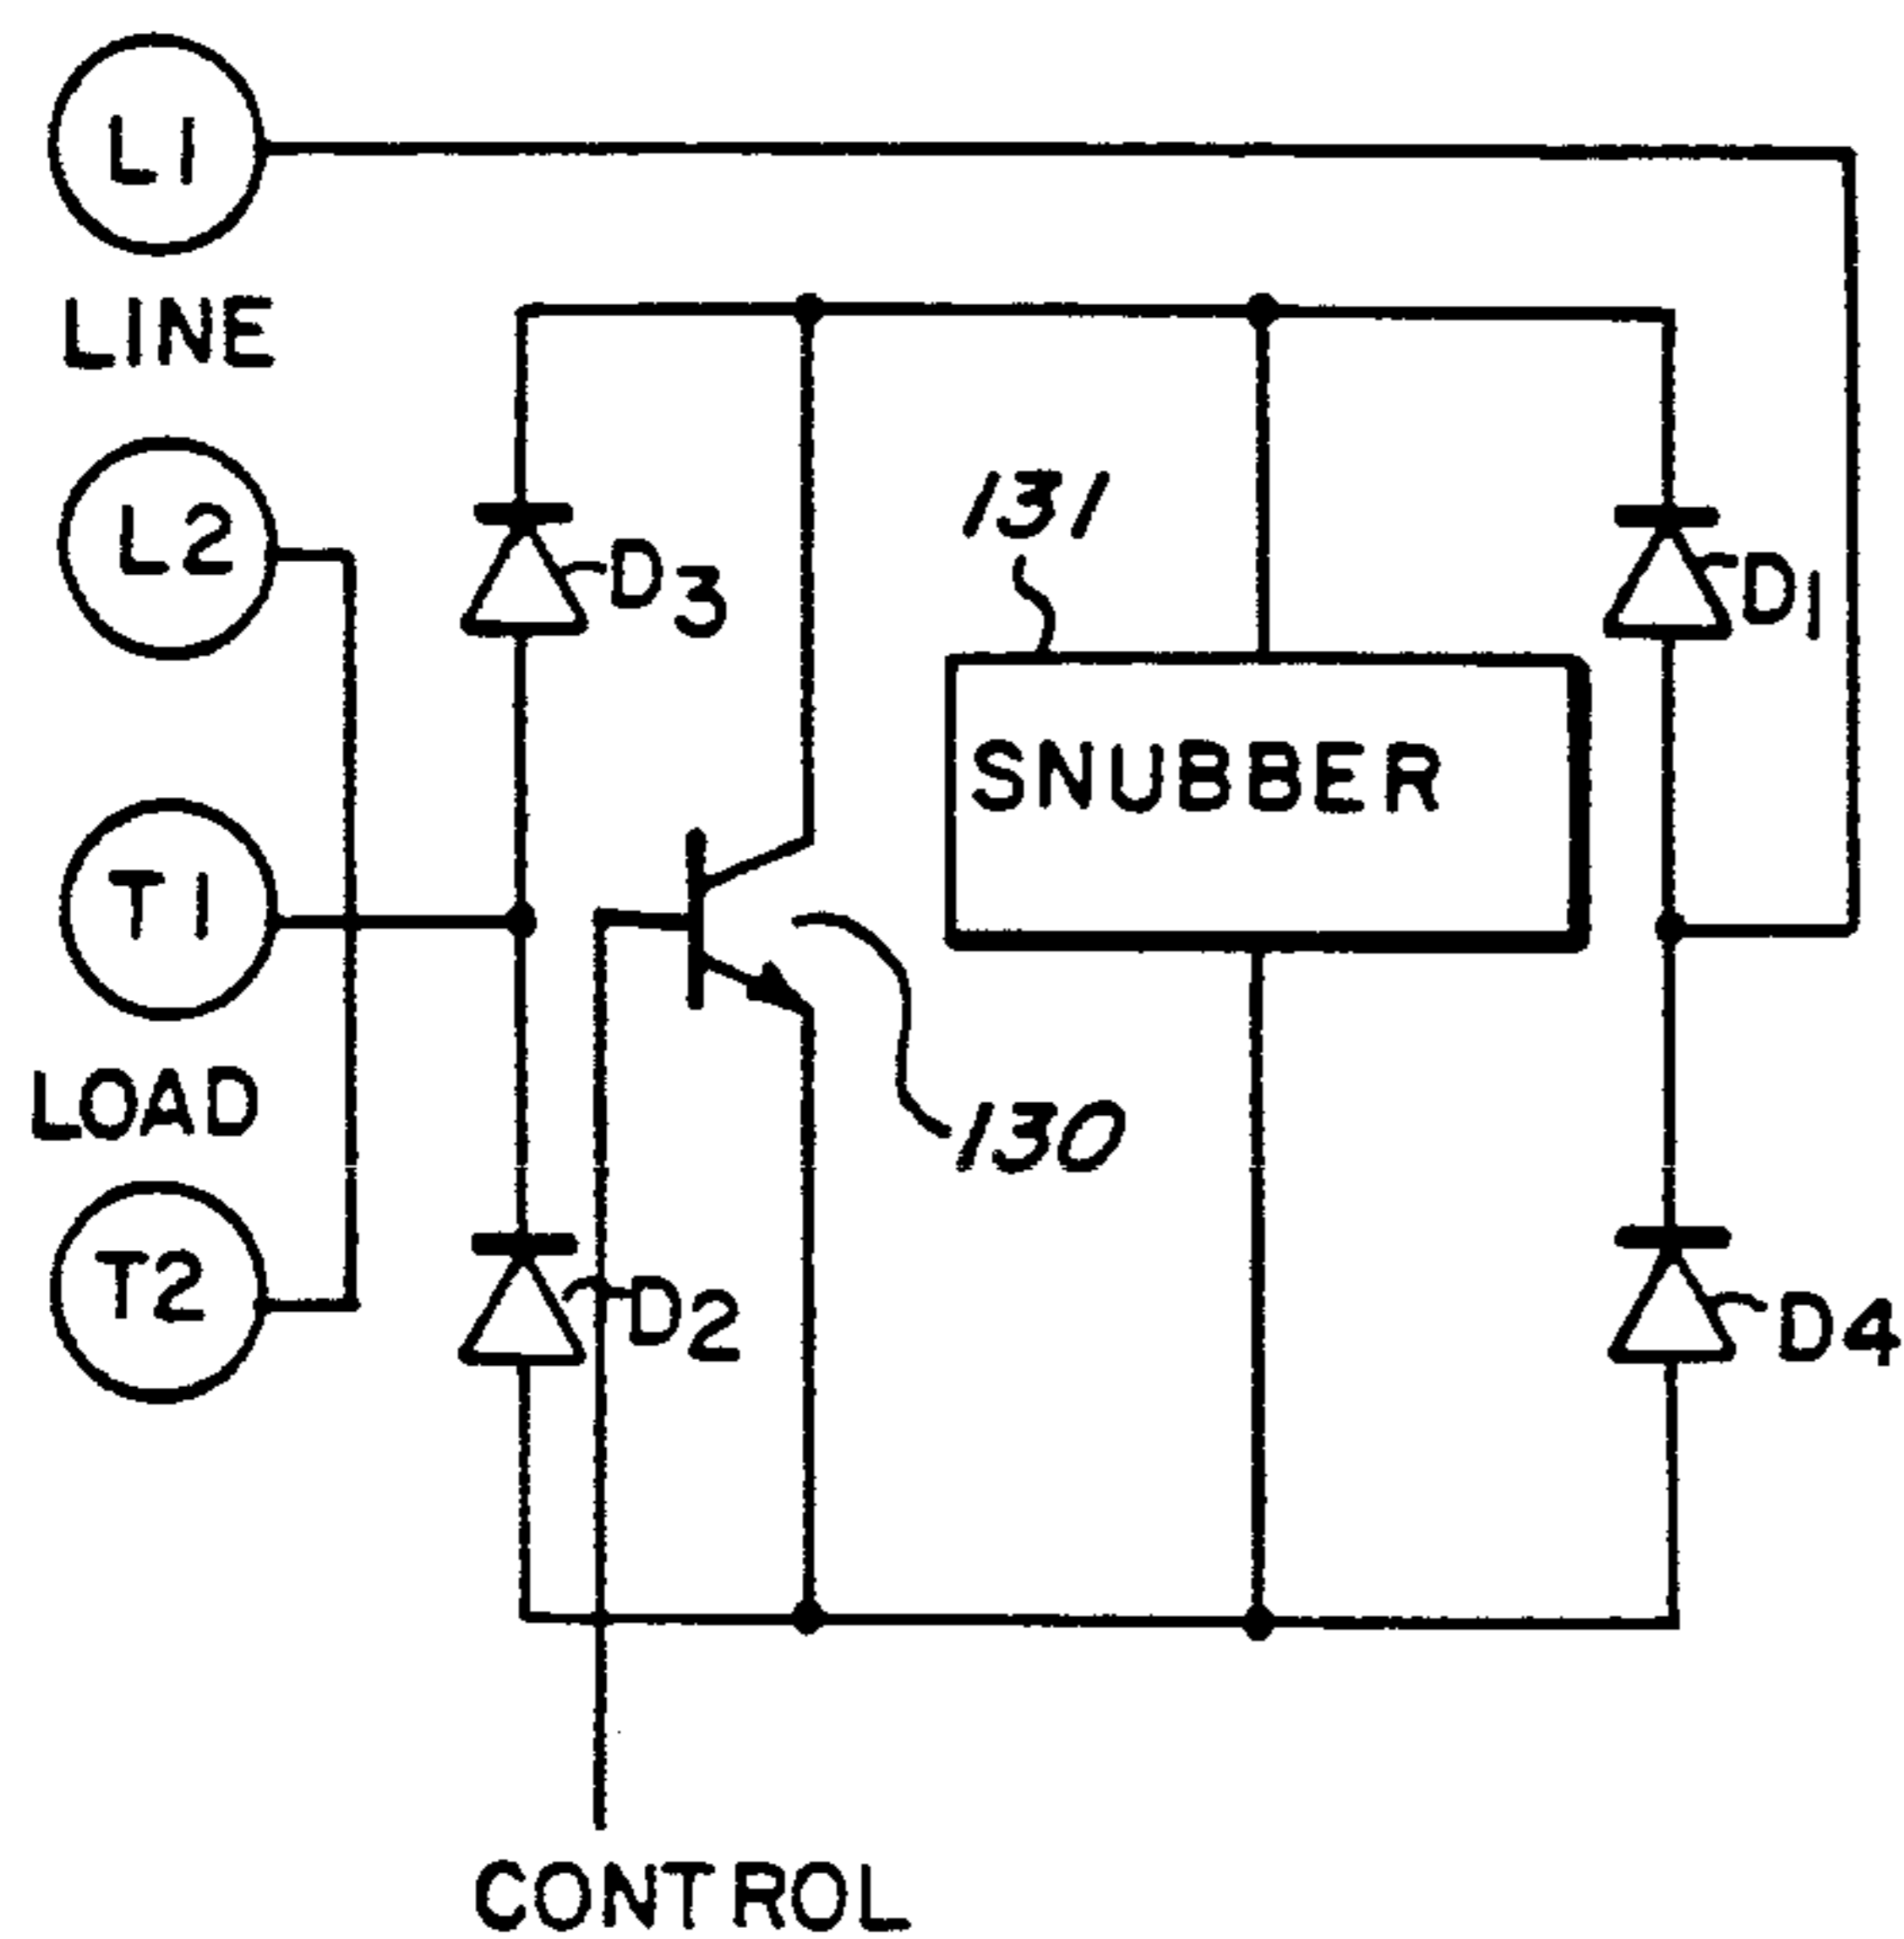 L1
LINE
L2
131
D3
D1
SNUBBER
T1
LOAD
130
T2
D2
D4
CONTROL